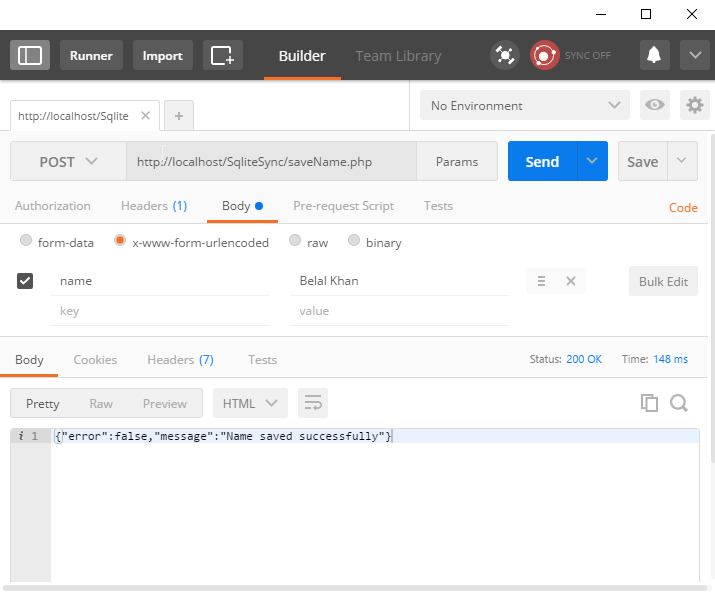 Runner Import Builder Team Library SYNC OFF
http://localhost/Sqlite No Environment
POST http://localhost/SqliteSync/saveName.php Params Send Save
Authorization Headers (1) Body Pre-request Script Tests Code
form-data x-www-form-urlencoded raw binary
name Belal Khan Bulk Edit
key value
Body Cookies Headers (7) Tests Status: 200 OK Time: 148 ms
Pretty Raw Preview HTML
i 1 {"error":false,"message":"Name saved successfully"}